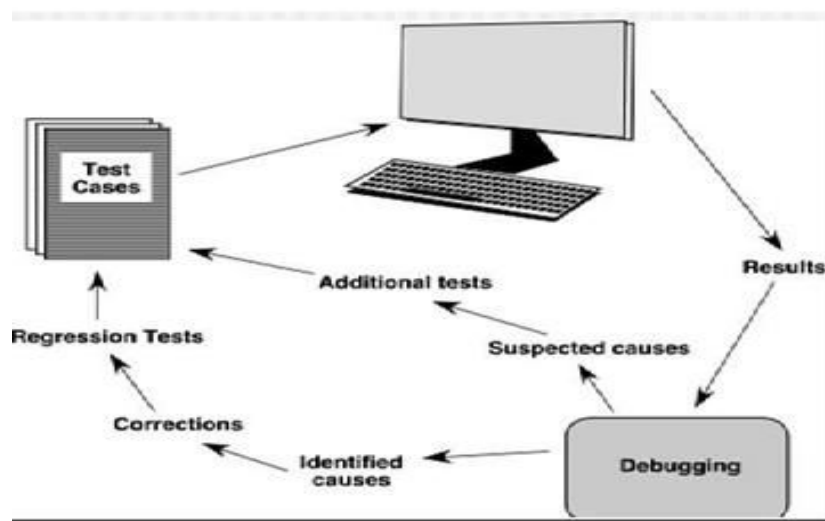 Test
Cases
Results
Additional tests
Suspected causes
Regression Tests
Corrections
Identified
causes
Debugging